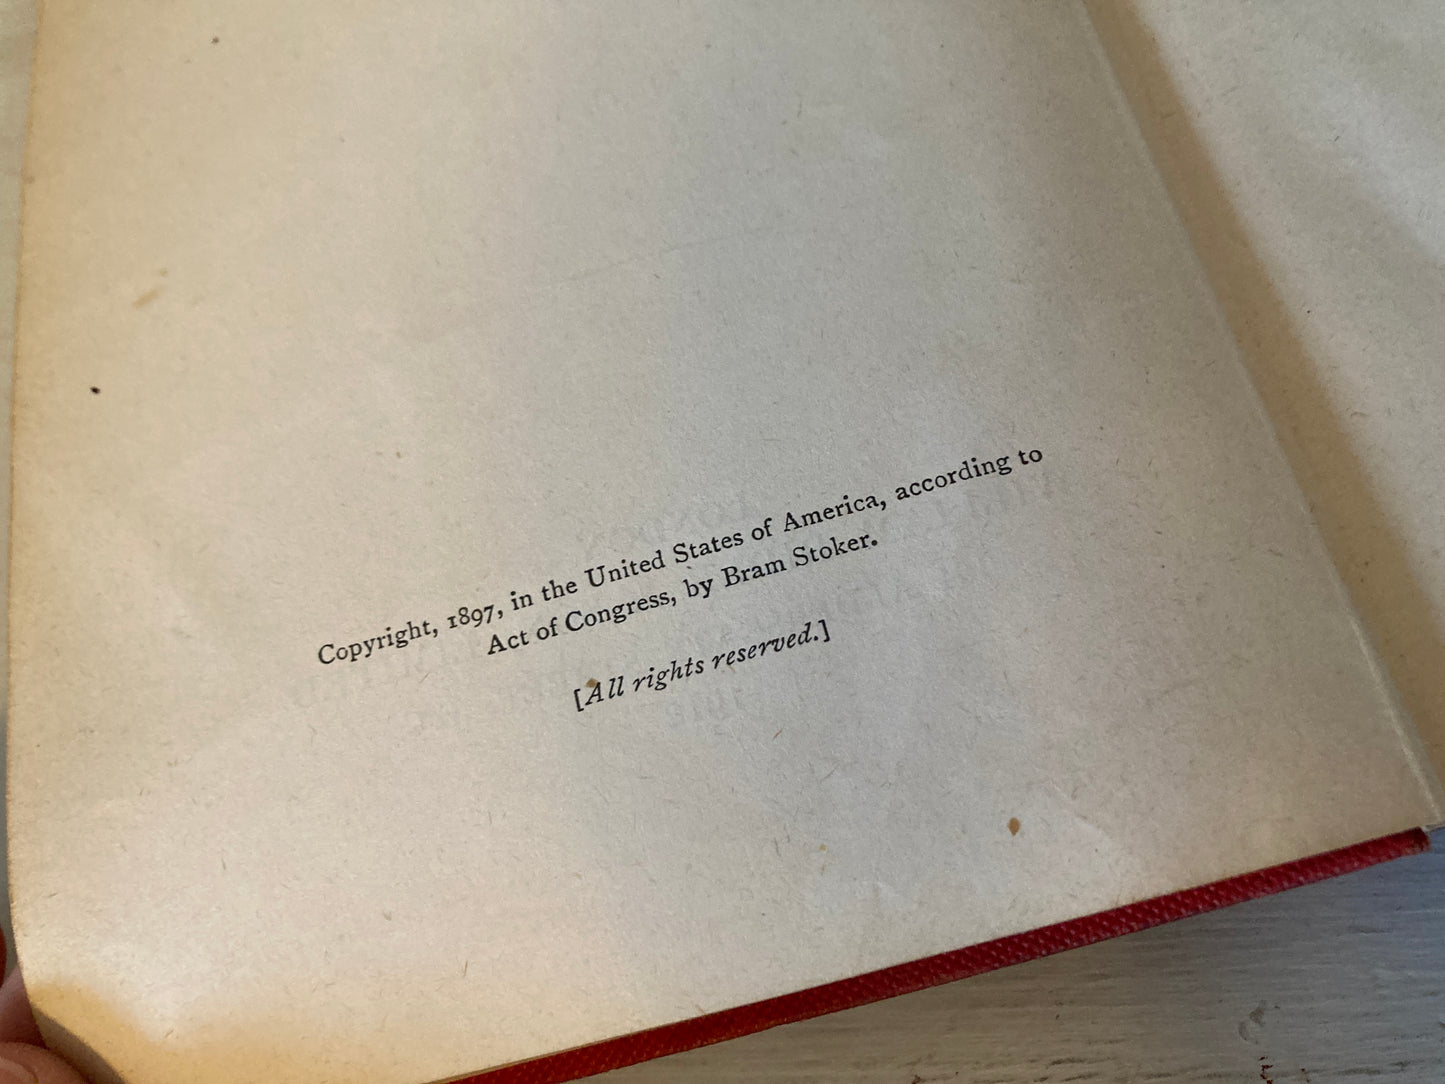 Copyright, 1897, in the United States of America, according to
Act of Congress, by Bram Stoker.
[All rights reserved.]